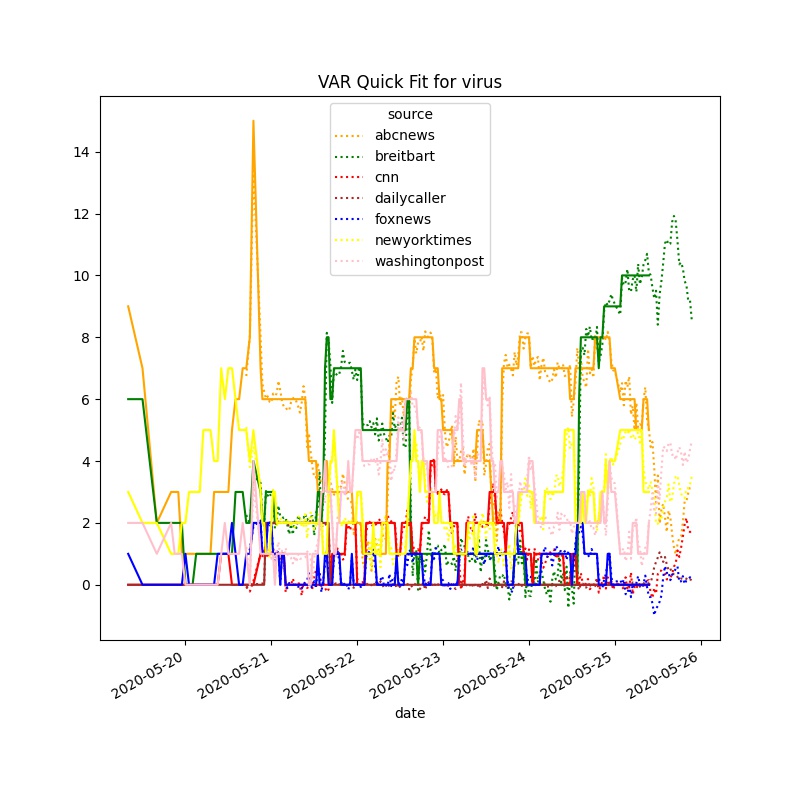 VAR Quick Fit for virus
source
abcnews
breitbart
cnn
dailycaller
foxnews
newyorktimes
washingtonpost
14
12
10
8
6
4
2
0
2020-05-20
2020-05-21
2020-05-22
2020-05-23
2020-05-24
2020-05-25
2020-05-26
date